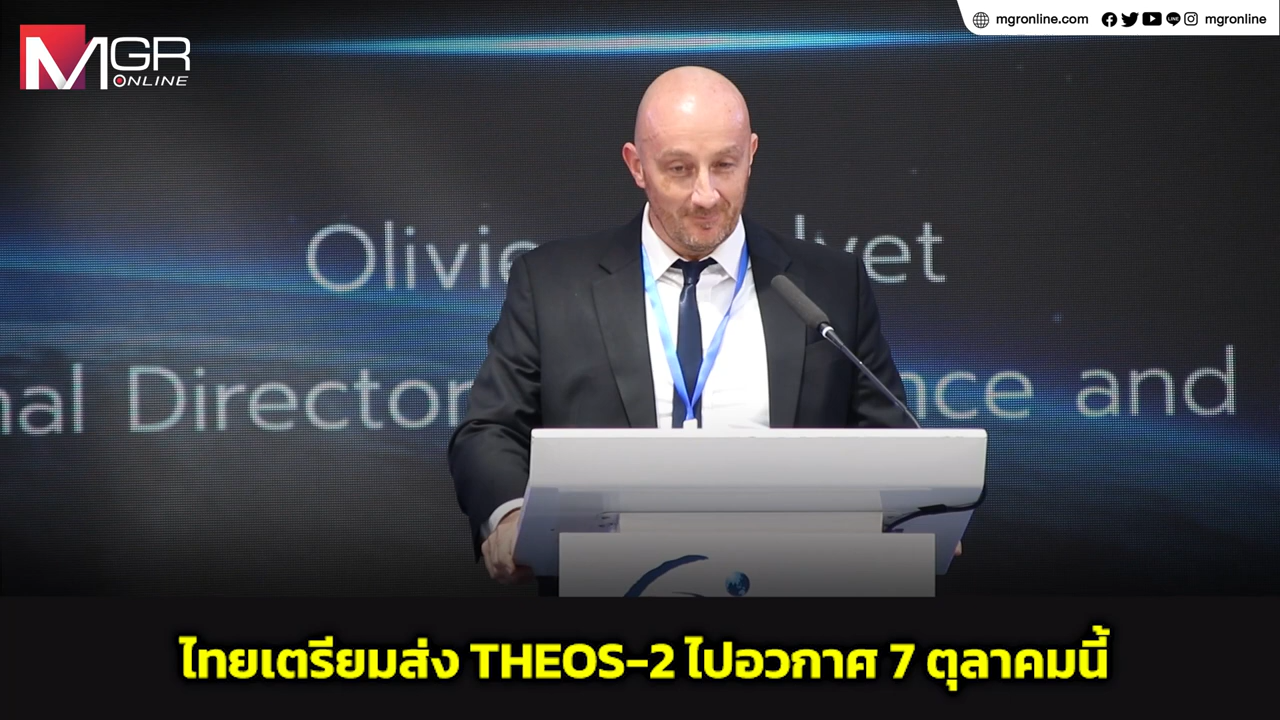 MGR
ONLINE
mgronline.com mgronline
Olivie lvet
nal Director nce and
ไทยเตรียมส่ง THEOS-2 ไปอวกาศ 7 ตุลาคมนี้